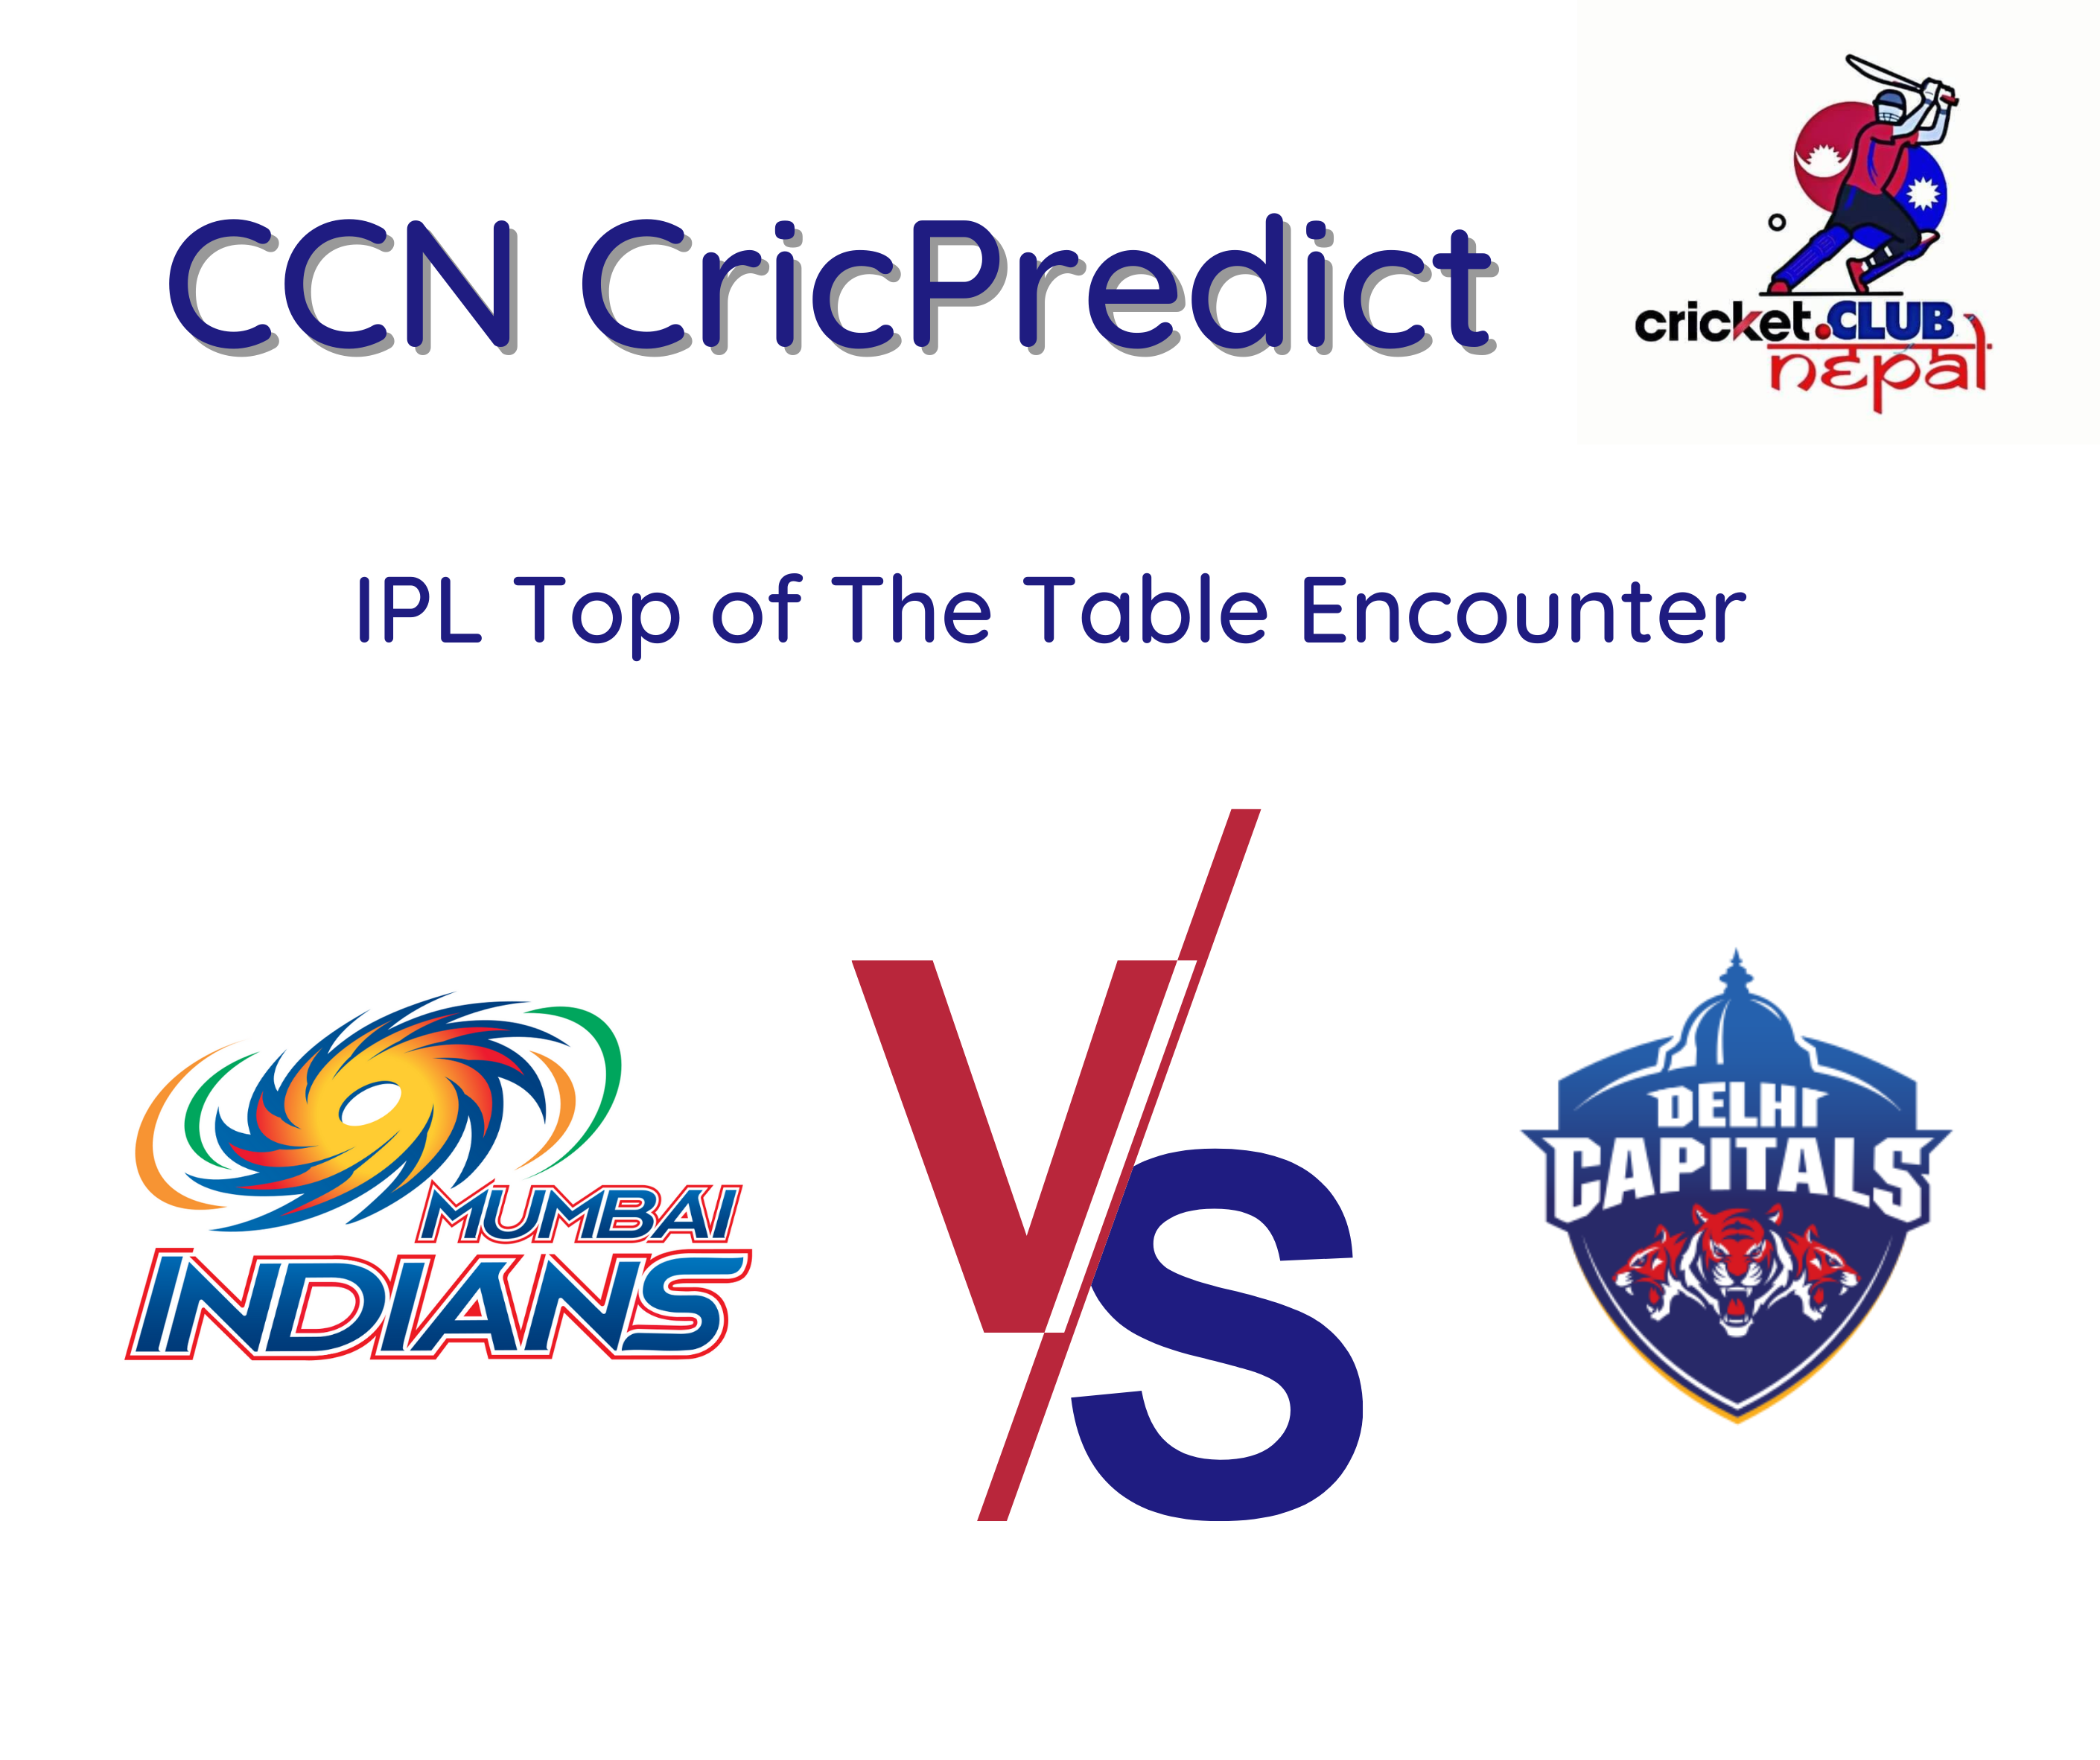 CCN CricPredict
cricket.CLUB
nepal
IPL Top of The Table Encounter
VS
MUMBAI
INDIANS
DELHI
CAPITALS